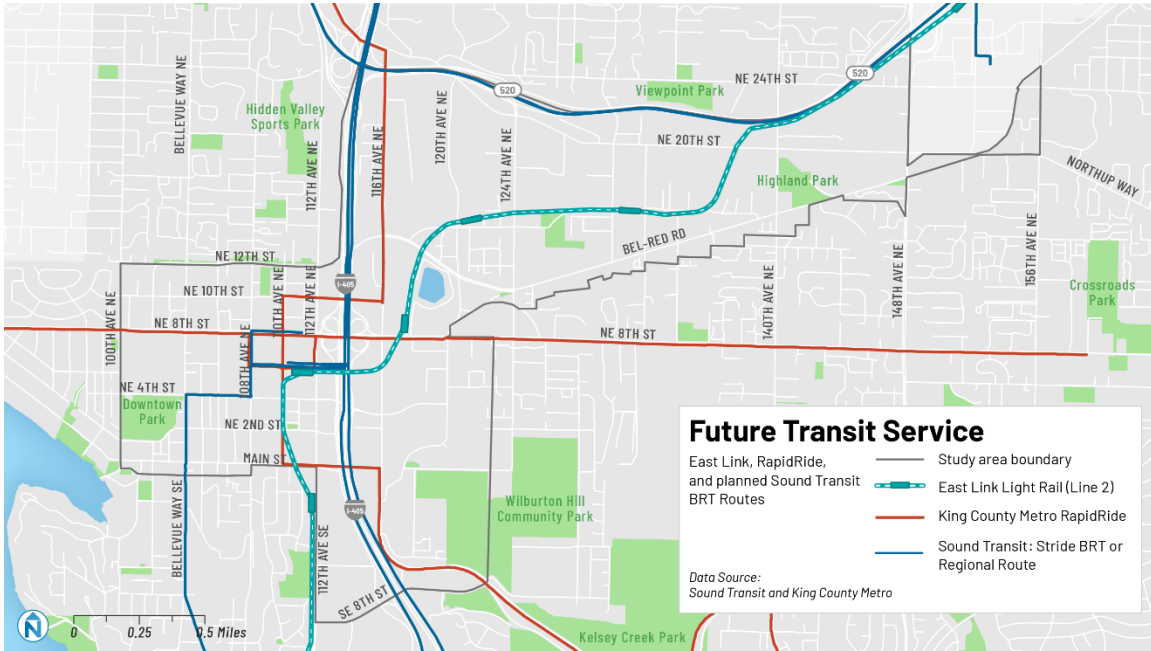 520
NE 24TH ST
Viewpoint Park
Hidden Valley
Sports Park
BELLEVUE WAY NE
112TH AVE NE
116TH AVE NE
120TH AVE NE
520
124TH AVE NE
NE 20TH ST
Highland Park
NORTHUP WAY
BEL-RED RD
NE 12TH ST
NE 10TH ST
110TH AVE NE
112TH AVE NE
I-405
140TH AVE NE
148TH AVE NE
156TH AVE NE
Crossroads
Park
100TH AVE NE
NE 8TH ST
NE 8TH ST
108TH AVE NE
NE 4TH ST
Downtown
Park
NE 2ND ST
MAIN ST
I-405
Wilburton Hill
Community Park
BELLEVUE WAY SE
112TH AVE SE
SE 8TH ST
Kelsey Creek Park
Future Transit Service
East Link, RapidRide,
and planned Sound Transit
BRT Routes
Study area boundary
East Link Light Rail (Line 2)
King County Metro RapidRide
Sound Transit: Stride BRT or
Regional Route
Data Source:
Sound Transit and King County Metro
N
0 0.25 0.5 Miles